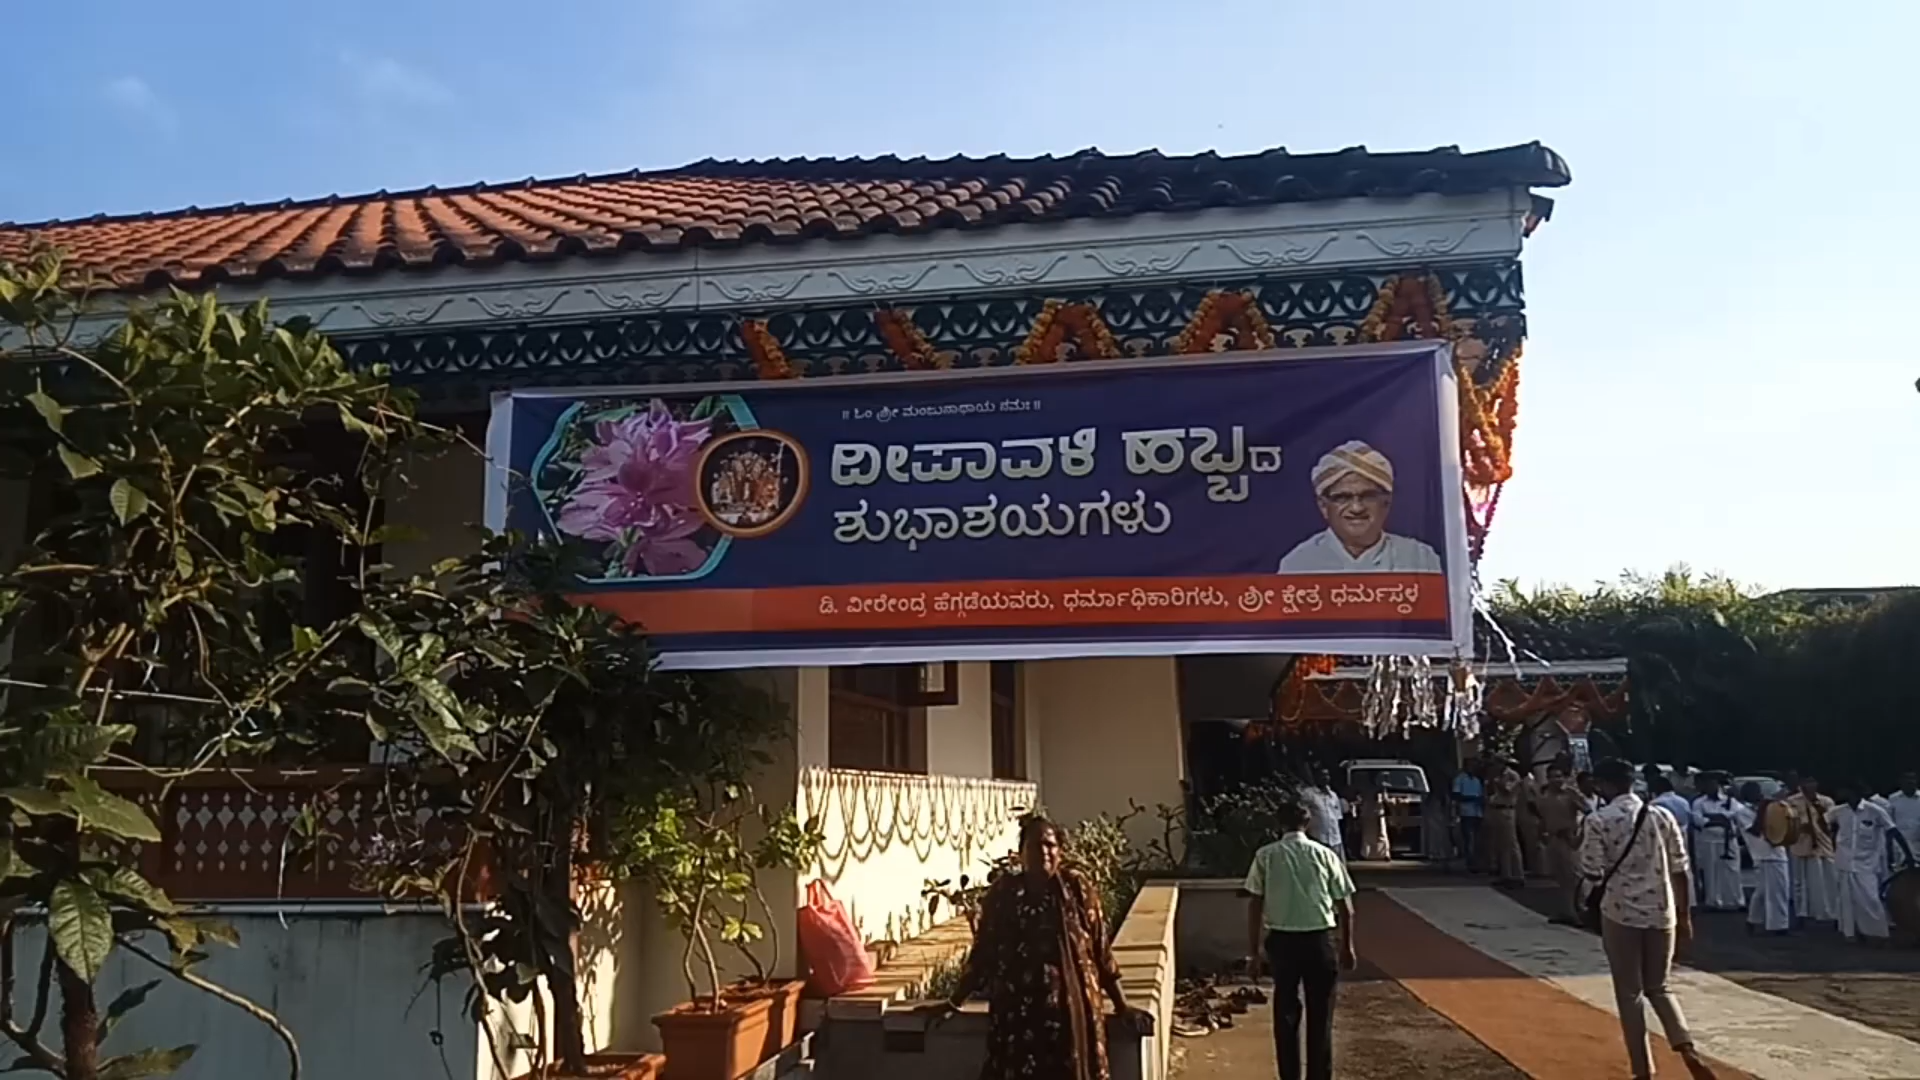 ॥ ಓಂ ಶ್ರೀ ಮಂಜುನಾಥಾಯ ನಮಃ ॥
ದೀಪಾವಳಿ ಹಬ್ಬದ
ಶುಭಾಶಯಗಳು
ಡಿ. ವೀರೇಂದ್ರ ಹೆಗ್ಗಡೆಯವರು, ಧರ್ಮಾಧಿಕಾರಿಗಳು, ಶ್ರೀ ಕ್ಷೇತ್ರ ಧರ್ಮಸ್ಥಳ